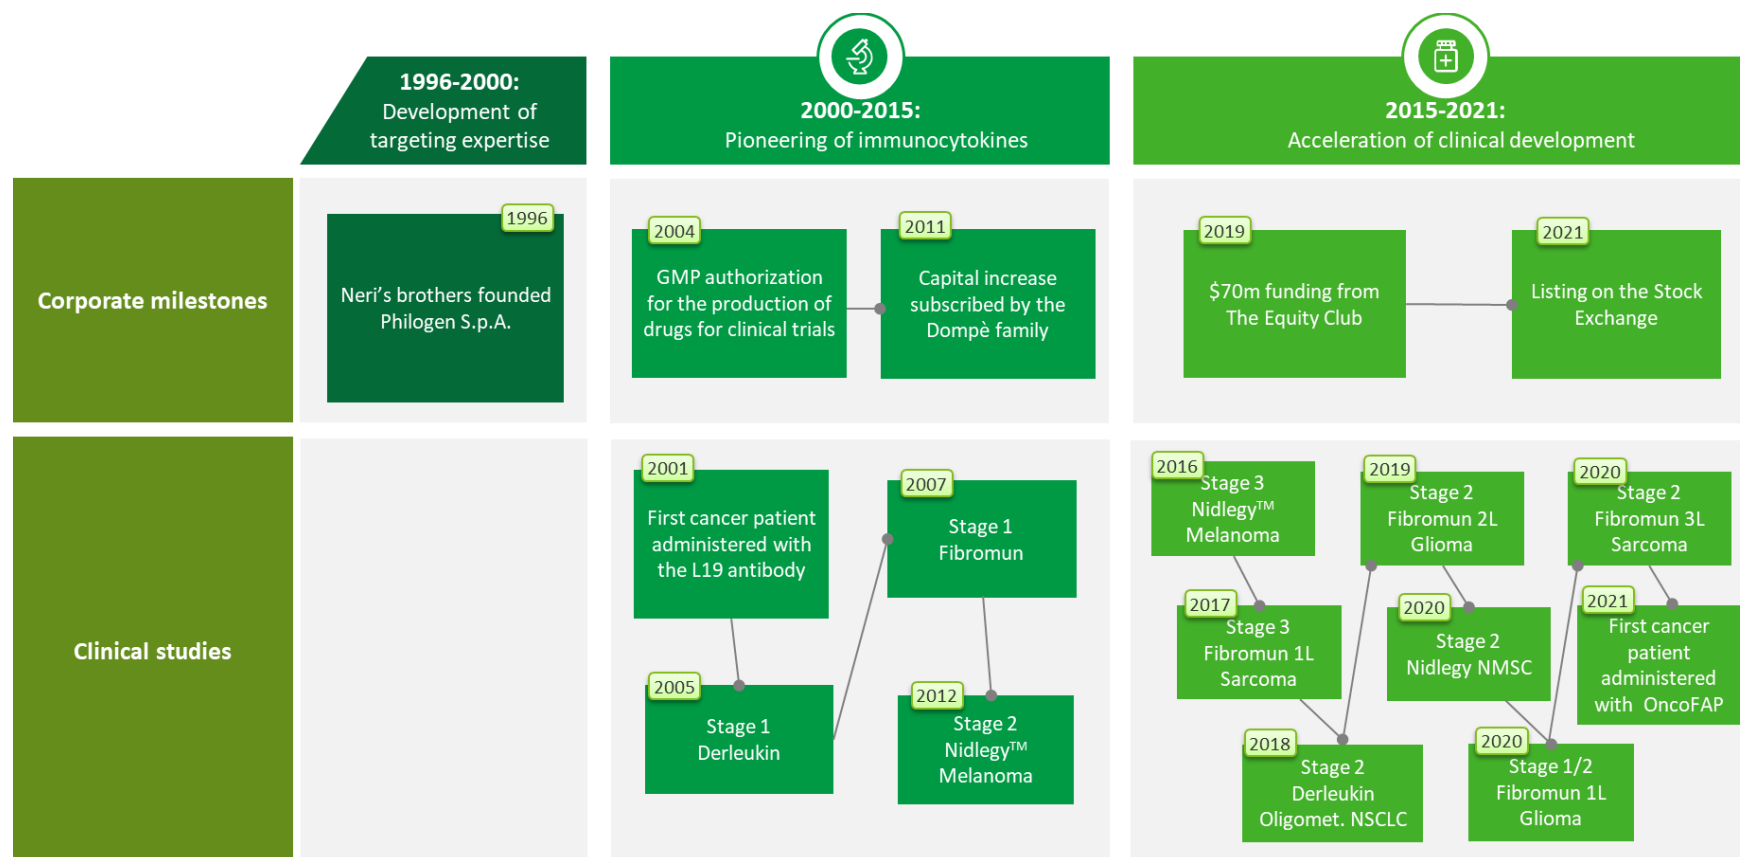 1996-2000:
Development of
targeting expertise
2000-2015:
Pioneering of immunocytokines
2015-2021:
Acceleration of clinical development
Corporate milestones
1996
Neri's brothers founded
Philogen S.p.A.
2004
GMP authorization
for the production of
drugs for clinical trials
2011
Capital increase
subscribed by the
Dompè family
2019
$70m funding from
The Equity Club
2021
Listing on the Stock
Exchange
Clinical studies
2001
First cancer patient
administered with
the L19 antibody
2005
Stage 1
Derleukin
2007
Stage 1
Fibromun
2012
Stage 2
Nidlegy™
Melanoma
2016
Stage 3
Nidlegy™
Melanoma
2017
Stage 3
Fibromun 1L
Sarcoma
2018
Stage 2
Derleukin
Oligomet. NSCLC
2019
Stage 2
Fibromun 2L
Glioma
2020
Stage 2
Nidlegy NMSC
2020
Stage 1/2
Fibromun 1L
Glioma
2020
Stage 2
Fibromun 3L
Sarcoma
2021
First cancer
patient
administered
with OncoFAP